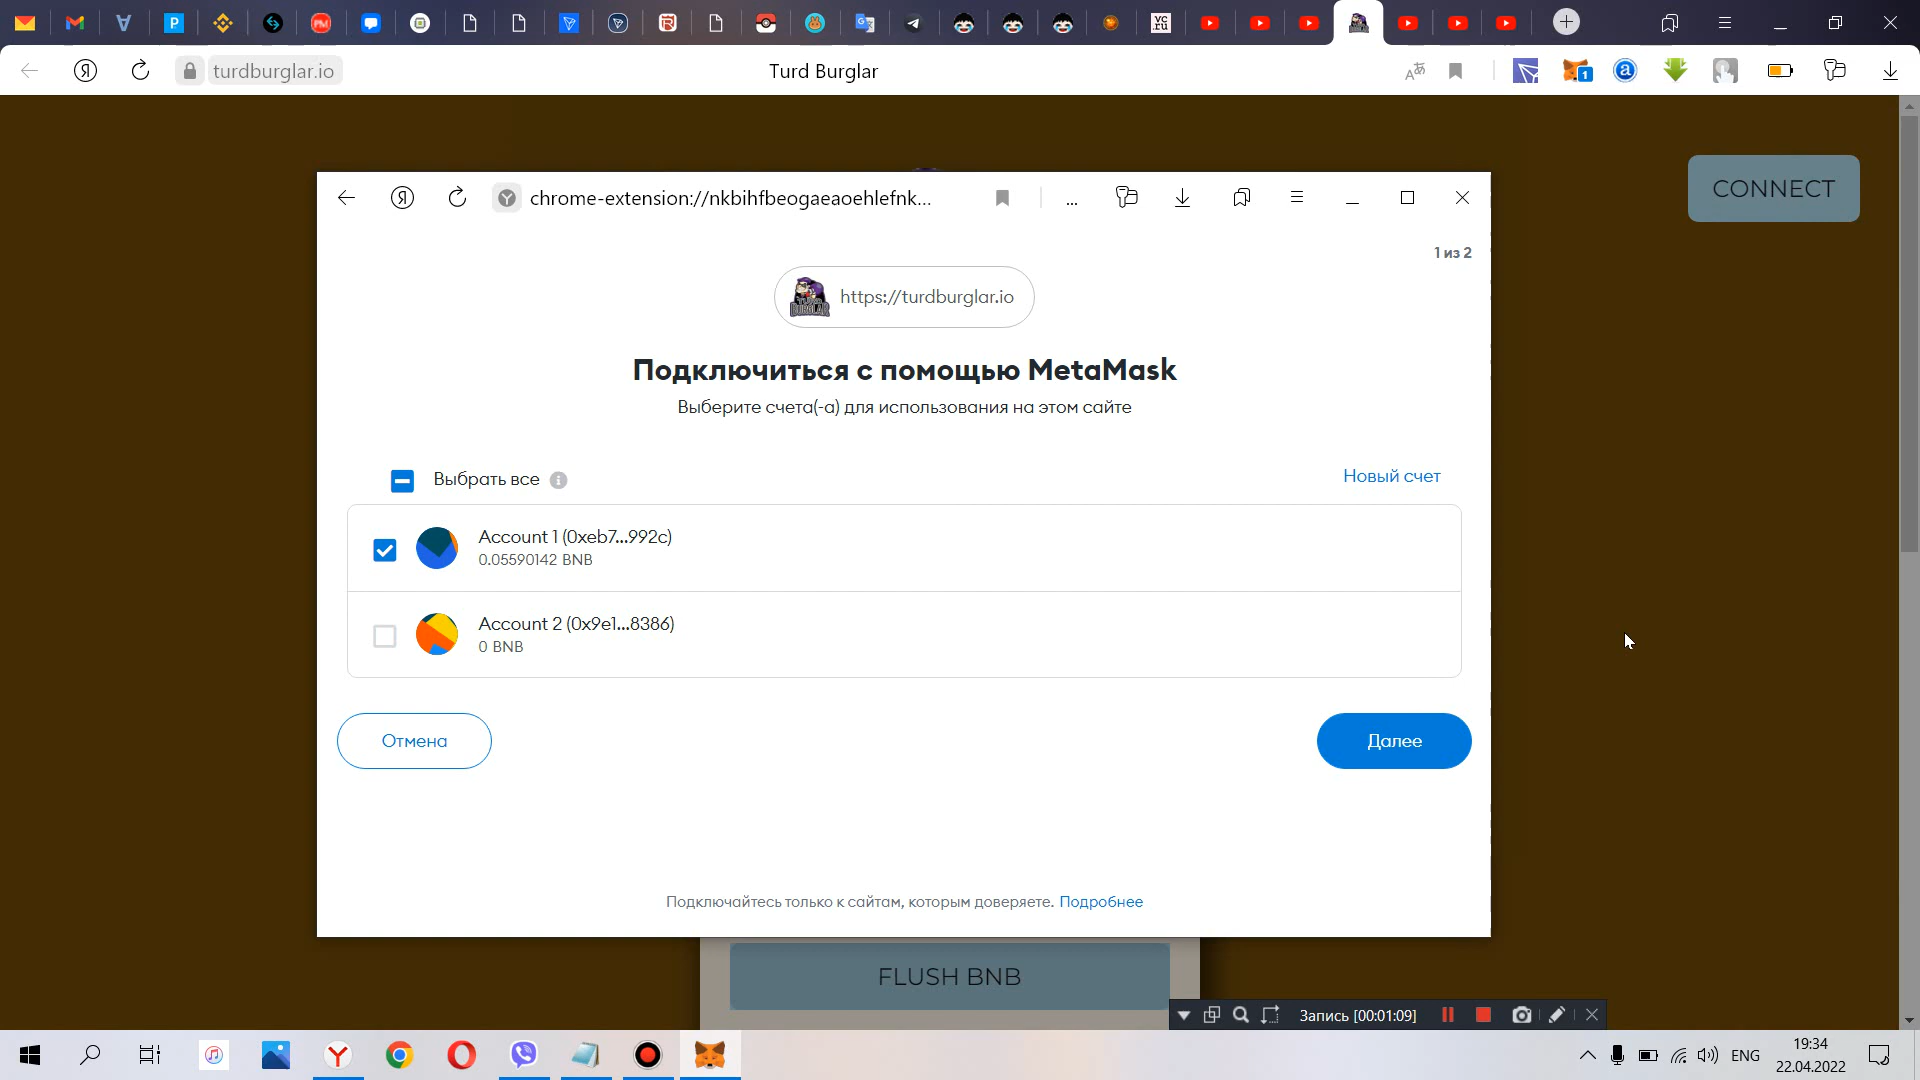 turdburglar.io
Turd Burglar
CONNECT
chrome-extension://nkbihfbeogaeaoehlefnk...
...
1 из 2
https://turdburglar.io
Подключиться с помощью MetaMask
Выберите счета(-а) для использования на этом сайте
Выбрать все
Новый счет
Account 1 (0xeb7...992c)
0.05590142 BNB
Account 2 (0x9e1...8386)
0 BNB
Отмена
Далее
Подключайтесь только к сайтам, которым доверяете. Подробнее
FLUSH BNB
Запись [00:01:09]
ENG
19:34
22.04.2022